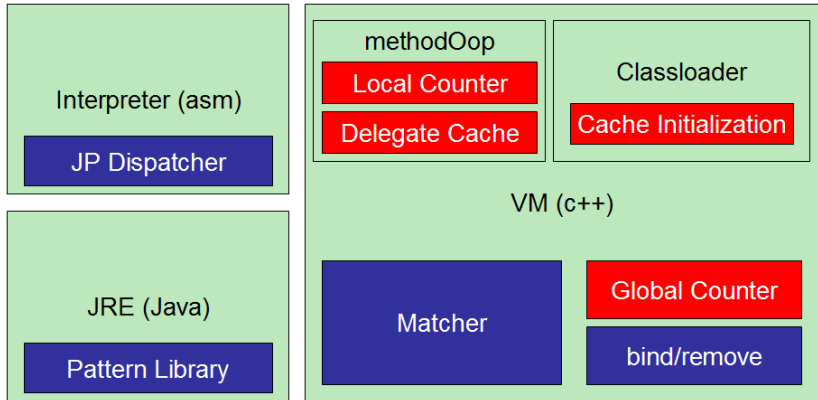 Interpreter (asm)
JP Dispatcher
JRE (Java)
Pattern Library
methodOop
Local Counter
Delegate Cache
Classloader
Cache Initialization
VM (c++)
Matcher
Global Counter
bind/remove